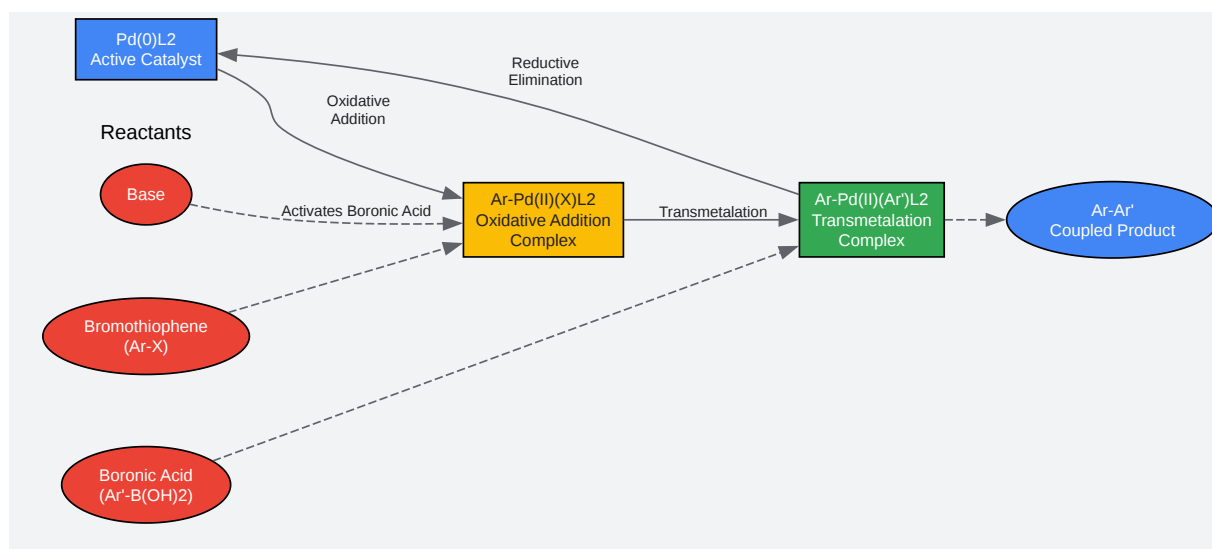 Pd(0)L2
Active Catalyst
Reductive
Elimination
Oxidative
Addition
Reactants
Base
Activates Boronic Acid
Ar-Pd(II)(X)L2
Oxidative Addition
Complex
Transmetalation
Ar-Pd(II)(Ar')L2
Transmetalation
Complex
Ar-Ar'
Coupled Product
Bromothiophene
(Ar-X)
Boronic Acid
(Ar'-B(OH)2)